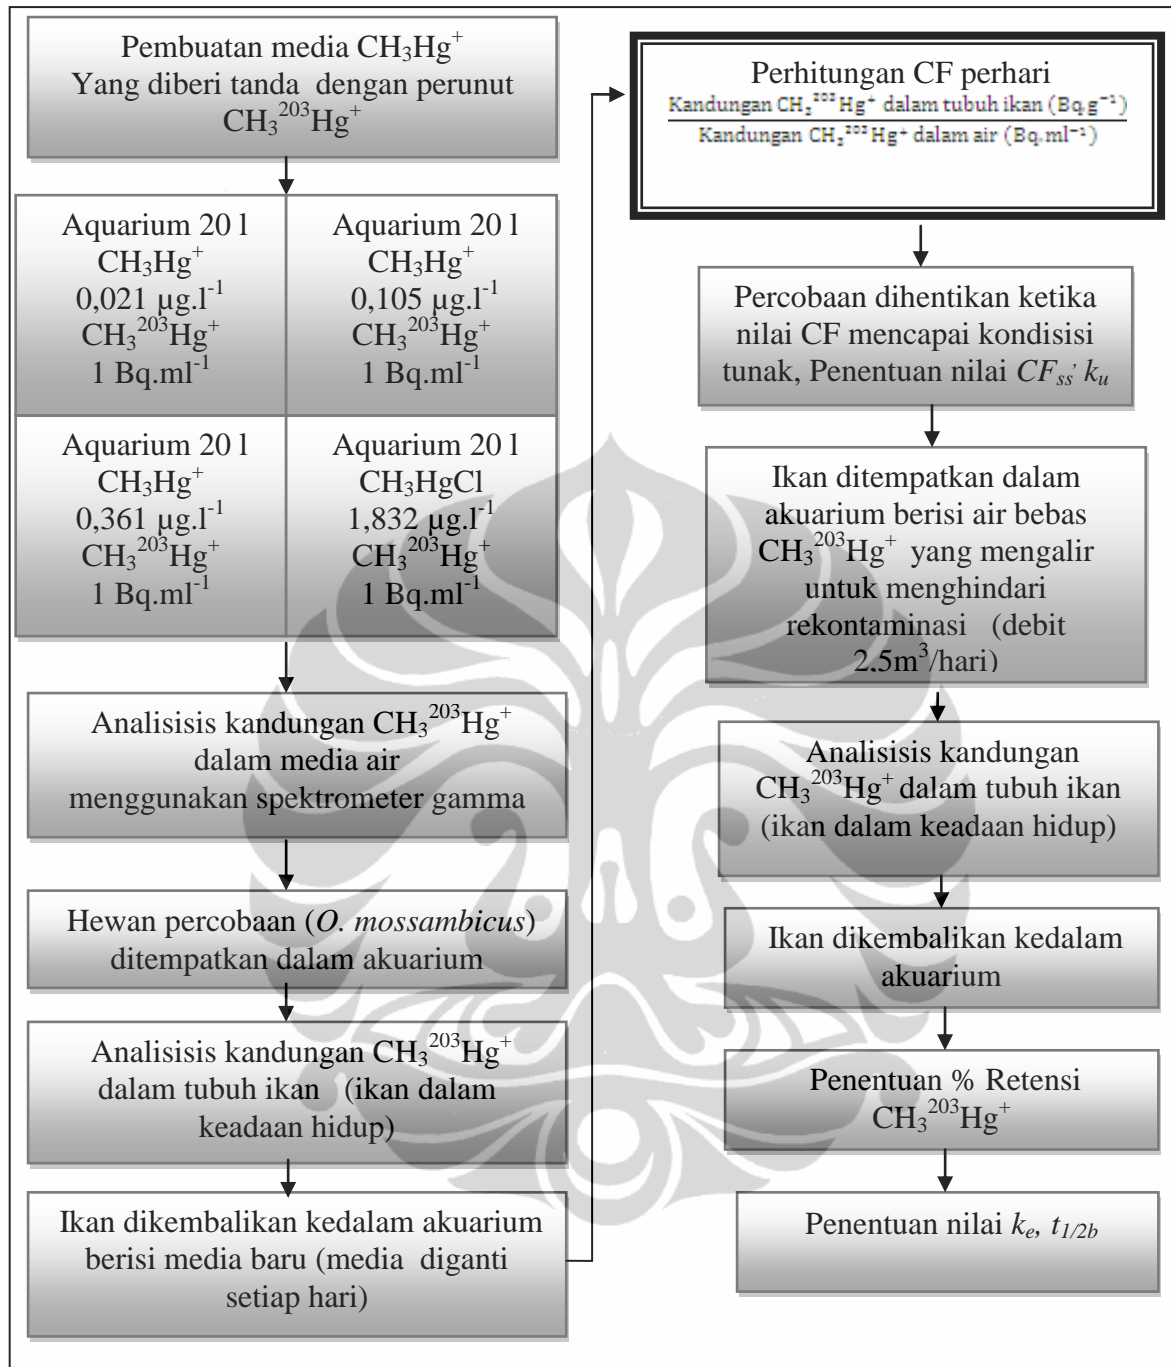 Pembuatan media CH₃Hg⁺
Yang diberi tanda dengan perunut
CH₃²⁰³Hg⁺
Aquarium 20 l
CH₃Hg⁺
0,021 µg.l⁻¹
CH₃²⁰³Hg⁺
1 Bq.ml⁻¹
Aquarium 20 l
CH₃Hg⁺
0,105 µg.l⁻¹
CH₃²⁰³Hg⁺
1 Bq.ml⁻¹
Aquarium 20 l
CH₃Hg⁺
0,361 µg.l⁻¹
CH₃²⁰³Hg⁺
1 Bq.ml⁻¹
Aquarium 20 l
CH₃HgCl
1,832 µg.l⁻¹
CH₃²⁰³Hg⁺
1 Bq.ml⁻¹
Analisisis kandungan CH₃²⁰³Hg⁺
dalam media air
menggunakan spektrometer gamma
Hewan percobaan (O. mossambicus)
ditempatkan dalam akuarium
Analisisis kandungan CH₃²⁰³Hg⁺
dalam tubuh ikan (ikan dalam
keadaan hidup)
Ikan dikembalikan kedalam akuarium
berisi media baru (media diganti
setiap hari)
Perhitungan CF perhari
Kandungan CH₃²⁰³Hg⁺ dalam tubuh ikan (Bq.g⁻¹)
Kandungan CH₃²⁰³Hg⁺ dalam air (Bq.ml⁻¹)
Percobaan dihentikan ketika
nilai CF mencapai kondisisi
tunak, Penentuan nilai CFss, ku
Ikan ditempatkan dalam
akuarium berisi air bebas
CH₃²⁰³Hg⁺ yang mengalir
untuk menghindari
rekontaminasi (debit
2,5m³/hari)
Analisisis kandungan
CH₃²⁰³Hg⁺ dalam tubuh ikan
(ikan dalam keadaan hidup)
Ikan dikembalikan kedalam
akuarium
Penentuan % Retensi
CH₃²⁰³Hg⁺
Penentuan nilai ke, t1/2b